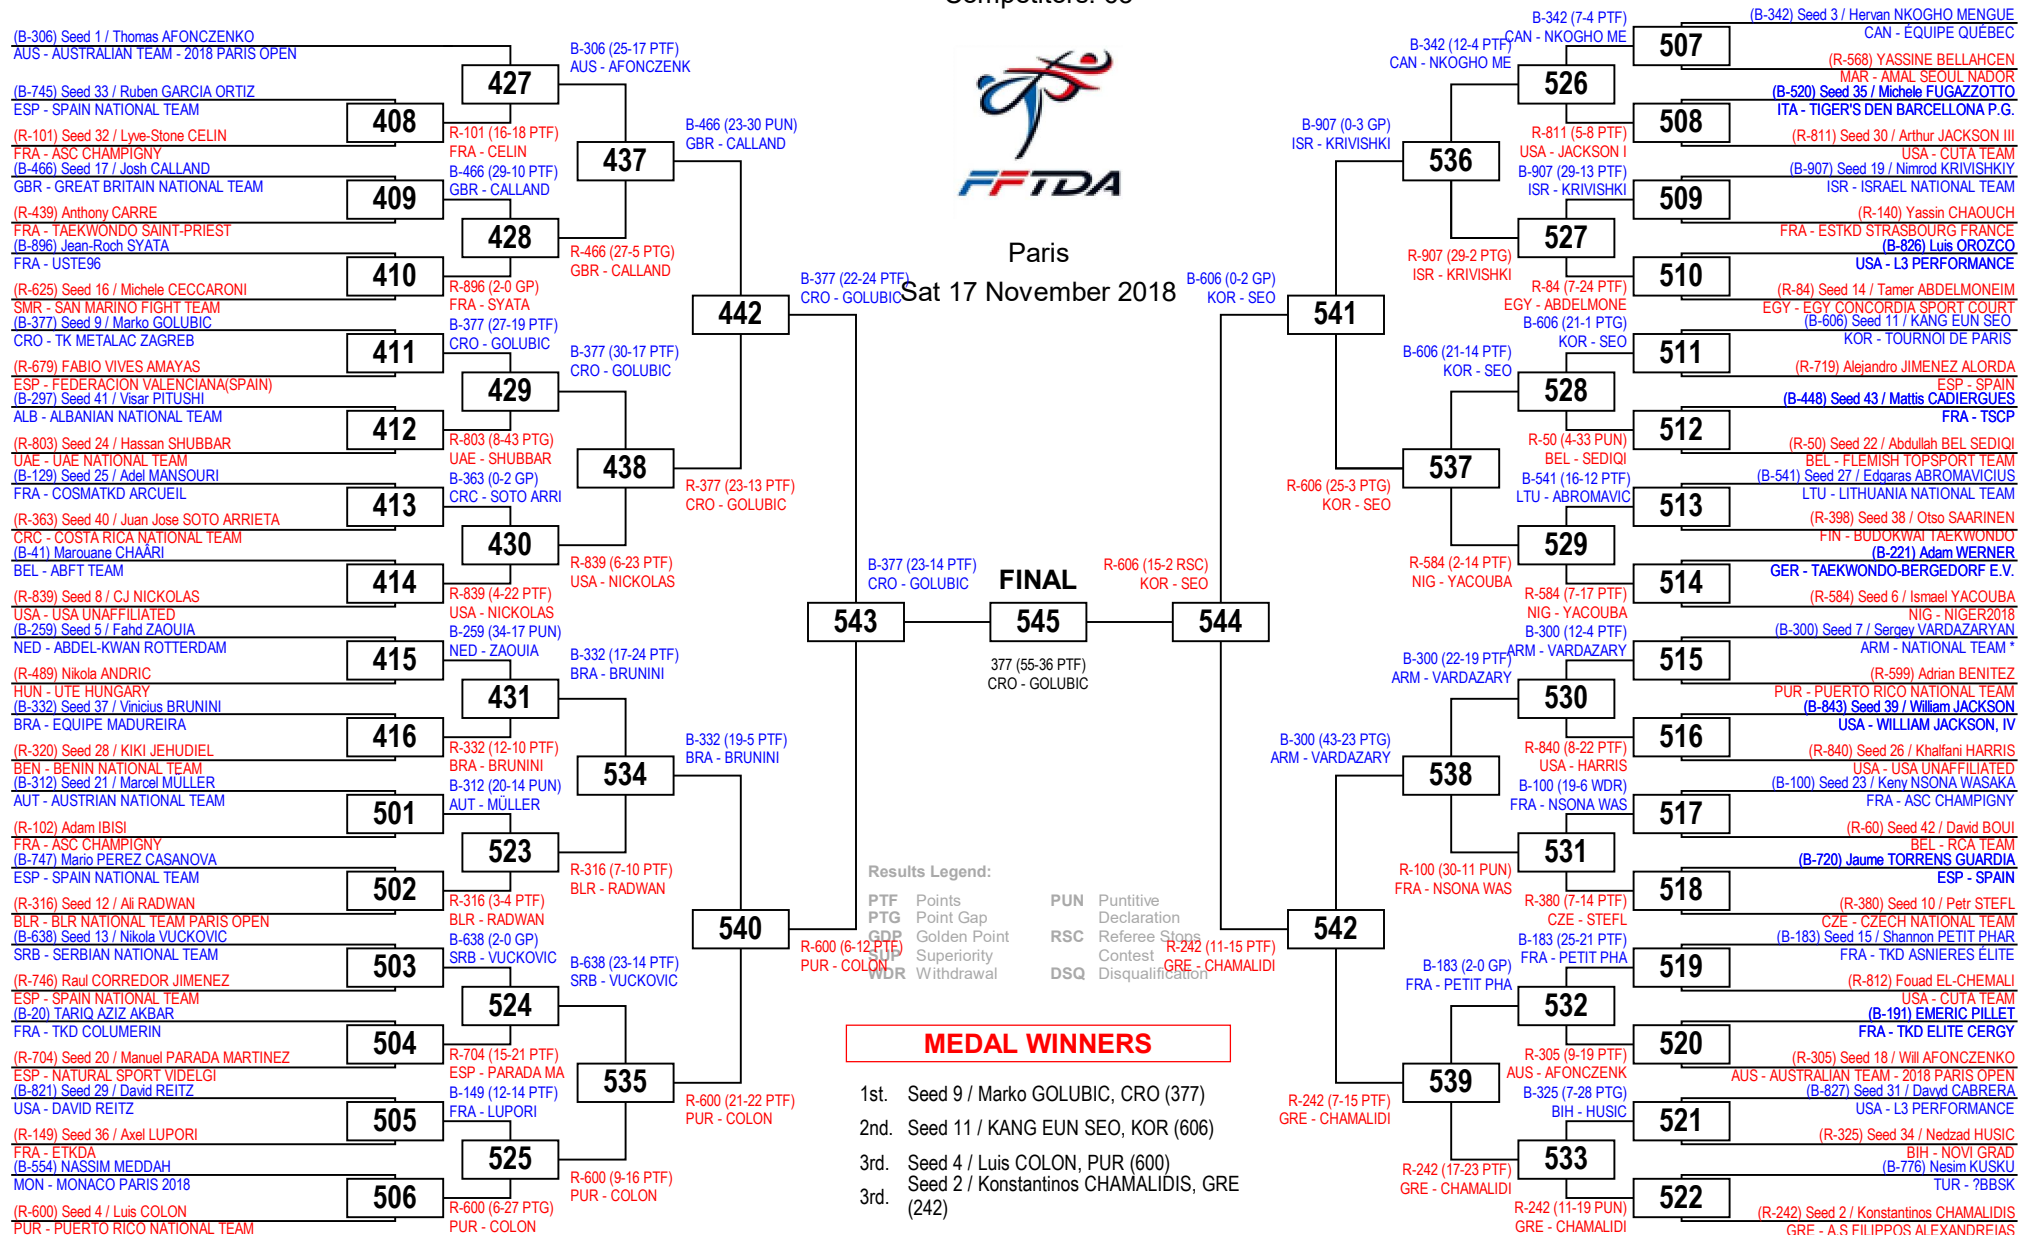 (B-306) Seed 1 / Thomas AFONCZENKO
AUS - AUSTRALIAN TEAM - 2018 PARIS OPEN
(B-745) Seed 33 / Ruben GARCIA ORTIZ
ESP - SPAIN NATIONAL TEAM
(R-101) Seed 32 / Lyve-Stone CELIN
FRA - ASC CHAMPIGNY
(B-466) Seed 17 / Josh CALLAND
GBR - GREAT BRITAIN NATIONAL TEAM
(R-439) Anthony CARRE
FRA - TAEKWONDO SAINT-PRIEST
(B-896) Jean-Roch SYATA
FRA - USTE96
(R-625) Seed 16 / Michele CECCARONI
SMR - SAN MARINO FIGHT TEAM
(B-377) Seed 9 / Marko GOLUBIC
CRO - TK METALAC ZAGREB
(R-679) FABIO VIVES AMAYAS
ESP - FEDERACION VALENCIANA(SPAIN)
(B-297) Seed 41 / Visar PITUSHI
ALB - ALBANIAN NATIONAL TEAM
(R-803) Seed 24 / Hassan SHUBBAR
UAE - UAE NATIONAL TEAM
(B-129) Seed 25 / Adel MANSOURI
FRA - COSMATKD ARCUEIL
(R-363) Seed 40 / Juan Jose SOTO ARRIETA
CRC - COSTA RICA NATIONAL TEAM
(B-41) Marouane CHAÂRI
BEL - ABFT TEAM
(R-839) Seed 8 / CJ NICKOLAS
USA - USA UNAFFILIATED
(B-259) Seed 5 / Fahd ZAOUIA
NED - ABDEL-KWAN ROTTERDAM
(R-489) Nikola ANDRIC
HUN - UTE HUNGARY
(B-332) Seed 37 / Vinicius BRUNINI
BRA - EQUIPE MADUREIRA
(R-320) Seed 28 / KIKI JEHUDIEL
BEN - BENIN NATIONAL TEAM
(B-312) Seed 21 / Marcel MÜLLER
AUT - AUSTRIAN NATIONAL TEAM
(R-102) Adam IBISI
FRA - ASC CHAMPIGNY
(B-747) Mario PEREZ CASANOVA
ESP - SPAIN NATIONAL TEAM
(R-316) Seed 12 / Ali RADWAN
BLR - BLR NATIONAL TEAM PARIS OPEN
(B-638) Seed 13 / Nikola VUCKOVIC
SRB - SERBIAN NATIONAL TEAM
(R-746) Raul CORREDOR JIMENEZ
ESP - SPAIN NATIONAL TEAM
(B-20) TARIQ AZIZ AKBAR
FRA - TKD COLUMERIN
(R-704) Seed 20 / Manuel PARADA MARTINEZ
ESP - NATURAL SPORT VIDELGI
(B-821) Seed 29 / David REITZ
USA - DAVID REITZ
(R-149) Seed 36 / Axel LUPORI
FRA - ETKDA
(B-554) NASSIM MEDDAH
MON - MONACO PARIS 2018
(R-600) Seed 4 / Luis COLON
PUR - PUERTO RICO NATIONAL TEAM
408
409
410
411
412
413
414
415
416
501
502
503
504
505
506
R-101 (16-18 PTF)
FRA - CELIN
B-466 (29-10 PTF)
GBR - CALLAND
R-896 (2-0 GP)
FRA - SYATA
B-377 (27-19 PTF)
CRO - GOLUBIC
R-803 (8-43 PTG)
UAE - SHUBBAR
B-363 (0-2 GP)
CRC - SOTO ARRI
R-839 (4-22 PTF)
USA - NICKOLAS
B-259 (34-17 PUN)
NED - ZAOUIA
R-332 (12-10 PTF)
BRA - BRUNINI
B-312 (20-14 PUN)
AUT - MÜLLER
R-316 (3-4 PTF)
BLR - RADWAN
B-638 (2-0 GP)
SRB - VUCKOVIC
R-704 (15-21 PTF)
ESP - PARADA MA
B-149 (12-14 PTF)
FRA - LUPORI
R-600 (6-27 PTG)
PUR - COLON
427
428
429
430
431
523
524
525
B-306 (25-17 PTF)
AUS - AFONCZENK
R-466 (27-5 PTG)
GBR - CALLAND
B-377 (30-17 PTF)
CRO - GOLUBIC
R-839 (6-23 PTF)
USA - NICKOLAS
B-332 (17-24 PTF)
BRA - BRUNINI
R-316 (7-10 PTF)
BLR - RADWAN
B-638 (23-14 PTF)
SRB - VUCKOVIC
R-600 (9-16 PTF)
PUR - COLON
437
438
534
535
B-466 (23-30 PUN)
GBR - CALLAND
R-377 (23-13 PTF)
CRO - GOLUBIC
B-332 (19-5 PTF)
BRA - BRUNINI
R-600 (21-22 PTF)
PUR - COLON
442
540
B-377 (22-24 PTF)
CRO - GOLUBIC
R-600 (6-12 PTF)
PUR - COLON
543
B-377 (23-14 PTF)
CRO - GOLUBIC
FFTDA
Paris
Sat 17 November 2018
FINAL
545
377 (55-36 PTF)
CRO - GOLUBIC
R-606 (15-2 RSC)
KOR - SEO
544
B-606 (0-2 GP)
KOR - SEO
R-242 (11-15 PTF)
GRE - CHAMALIDI
541
542
B-907 (0-3 GP)
ISR - KRIVISHKI
R-606 (25-3 PTG)
KOR - SEO
B-300 (43-23 PTG)
ARM - VARDAZARY
R-242 (7-15 PTF)
GRE - CHAMALIDI
536
537
538
539
B-342 (12-4 PTF)
CAN - NKOGHO ME
R-907 (29-2 PTG)
ISR - KRIVISHKI
B-606 (21-14 PTF)
KOR - SEO
R-584 (2-14 PTF)
NIG - YACOUBA
B-300 (22-19 PTF)
ARM - VARDAZARY
R-100 (30-11 PUN)
FRA - NSONA WAS
B-183 (2-0 GP)
FRA - PETIT PHA
R-242 (17-23 PTF)
GRE - CHAMALIDI
526
527
528
529
530
531
532
533
B-342 (7-4 PTF)
CAN - NKOGHO ME
R-811 (5-8 PTF)
USA - JACKSON I
B-907 (29-13 PTF)
ISR - KRIVISHKI
R-84 (7-24 PTF)
EGY - ABDELMONE
B-606 (21-1 PTG)
KOR - SEO
R-50 (4-33 PUN)
BEL - SEDIQI
B-541 (16-12 PTF)
LTU - ABROMAVIC
R-584 (7-17 PTF)
NIG - YACOUBA
B-300 (12-4 PTF)
ARM - VARDAZARY
R-840 (8-22 PTF)
USA - HARRIS
B-100 (19-6 WDR)
FRA - NSONA WAS
R-380 (7-14 PTF)
CZE - STEFL
B-183 (25-21 PTF)
FRA - PETIT PHA
R-305 (9-19 PTF)
AUS - AFONCZENK
B-325 (7-28 PTG)
BIH - HUSIC
R-242 (11-19 PUN)
GRE - CHAMALIDI
507
508
509
510
511
512
513
514
515
516
517
518
519
520
521
522
(B-342) Seed 3 / Hervan NKOGHO MENGUE
CAN - ÉQUIPE QUÉBEC
(R-568) YASSINE BELLAHCEN
MAR - AMAL SEOUL NADOR
(B-520) Seed 35 / Michele FUGAZZOTTO
ITA - TIGER'S DEN BARCELLONA P.G.
(R-811) Seed 30 / Arthur JACKSON III
USA - CUTA TEAM
(B-907) Seed 19 / Nimrod KRIVISHKIY
ISR - ISRAEL NATIONAL TEAM
(R-140) Yassin CHAOUCH
FRA - ESTKD STRASBOURG FRANCE
(B-826) Luis OROZCO
USA - L3 PERFORMANCE
(R-84) Seed 14 / Tamer ABDELMONEIM
EGY - EGY CONCORDIA SPORT COURT
(B-606) Seed 11 / KANG EUN SEO
KOR - TOURNOI DE PARIS
(R-719) Alejandro JIMENEZ ALORDA
ESP - SPAIN
(B-448) Seed 43 / Mattis CADIERGUES
FRA - TSCP
(R-50) Seed 22 / Abdullah BEL SEDIQI
BEL - FLEMISH TOPSPORT TEAM
(B-541) Seed 27 / Edgaras ABROMAVICIUS
LTU - LITHUANIA NATIONAL TEAM
(R-398) Seed 38 / Otso SAARINEN
FIN - BUDOKWAI TAEKWONDO
(B-221) Adam WERNER
GER - TAEKWONDO-BERGEDORF E.V.
(R-584) Seed 6 / Ismael YACOUBA
NIG - NIGER2018
(B-300) Seed 7 / Sergey VARDAZARYAN
ARM - NATIONAL TEAM *
(R-599) Adrian BENITEZ
PUR - PUERTO RICO NATIONAL TEAM
(B-843) Seed 39 / William JACKSON
USA - WILLIAM JACKSON, IV
(R-840) Seed 26 / Khalfani HARRIS
USA - USA UNAFFILIATED
(B-100) Seed 23 / Keny NSONA WASAKA
FRA - ASC CHAMPIGNY
(R-60) Seed 42 / David BOUI
BEL - RCA TEAM
(B-720) Jaume TORRENS GUARDIA
ESP - SPAIN
(R-380) Seed 10 / Petr STEFL
CZE - CZECH NATIONAL TEAM
(B-183) Seed 15 / Shannon PETIT PHAR
FRA - TKD ASNIERES ÉLITE
(R-812) Fouad EL-CHEMALI
USA - CUTA TEAM
(B-191) EMERIC PILLET
FRA - TKD ELITE CERGY
(R-305) Seed 18 / Will AFONCZENKO
AUS - AUSTRALIAN TEAM - 2018 PARIS OPEN
(B-827) Seed 31 / Davyd CABRERA
USA - L3 PERFORMANCE
(R-325) Seed 34 / Nedzad HUSIC
BIH - NOVI GRAD
(B-776) Nesim KUSKU
TUR - ?BBSK
(R-242) Seed 2 / Konstantinos CHAMALIDIS
GRE - A.S FILIPPOS ALEXANDREIAS
Results Legend:
PTF Points PUN Puntitive
PTG Point Gap Declaration
GDP Golden Point RSC Referee Stops
SUP Superiority Contest
WDR Withdrawal DSQ Disqualification
MEDAL WINNERS
1st. Seed 9 / Marko GOLUBIC, CRO (377)
2nd. Seed 11 / KANG EUN SEO, KOR (606)
3rd. Seed 4 / Luis COLON, PUR (600)
3rd. Seed 2 / Konstantinos CHAMALIDIS, GRE
(242)